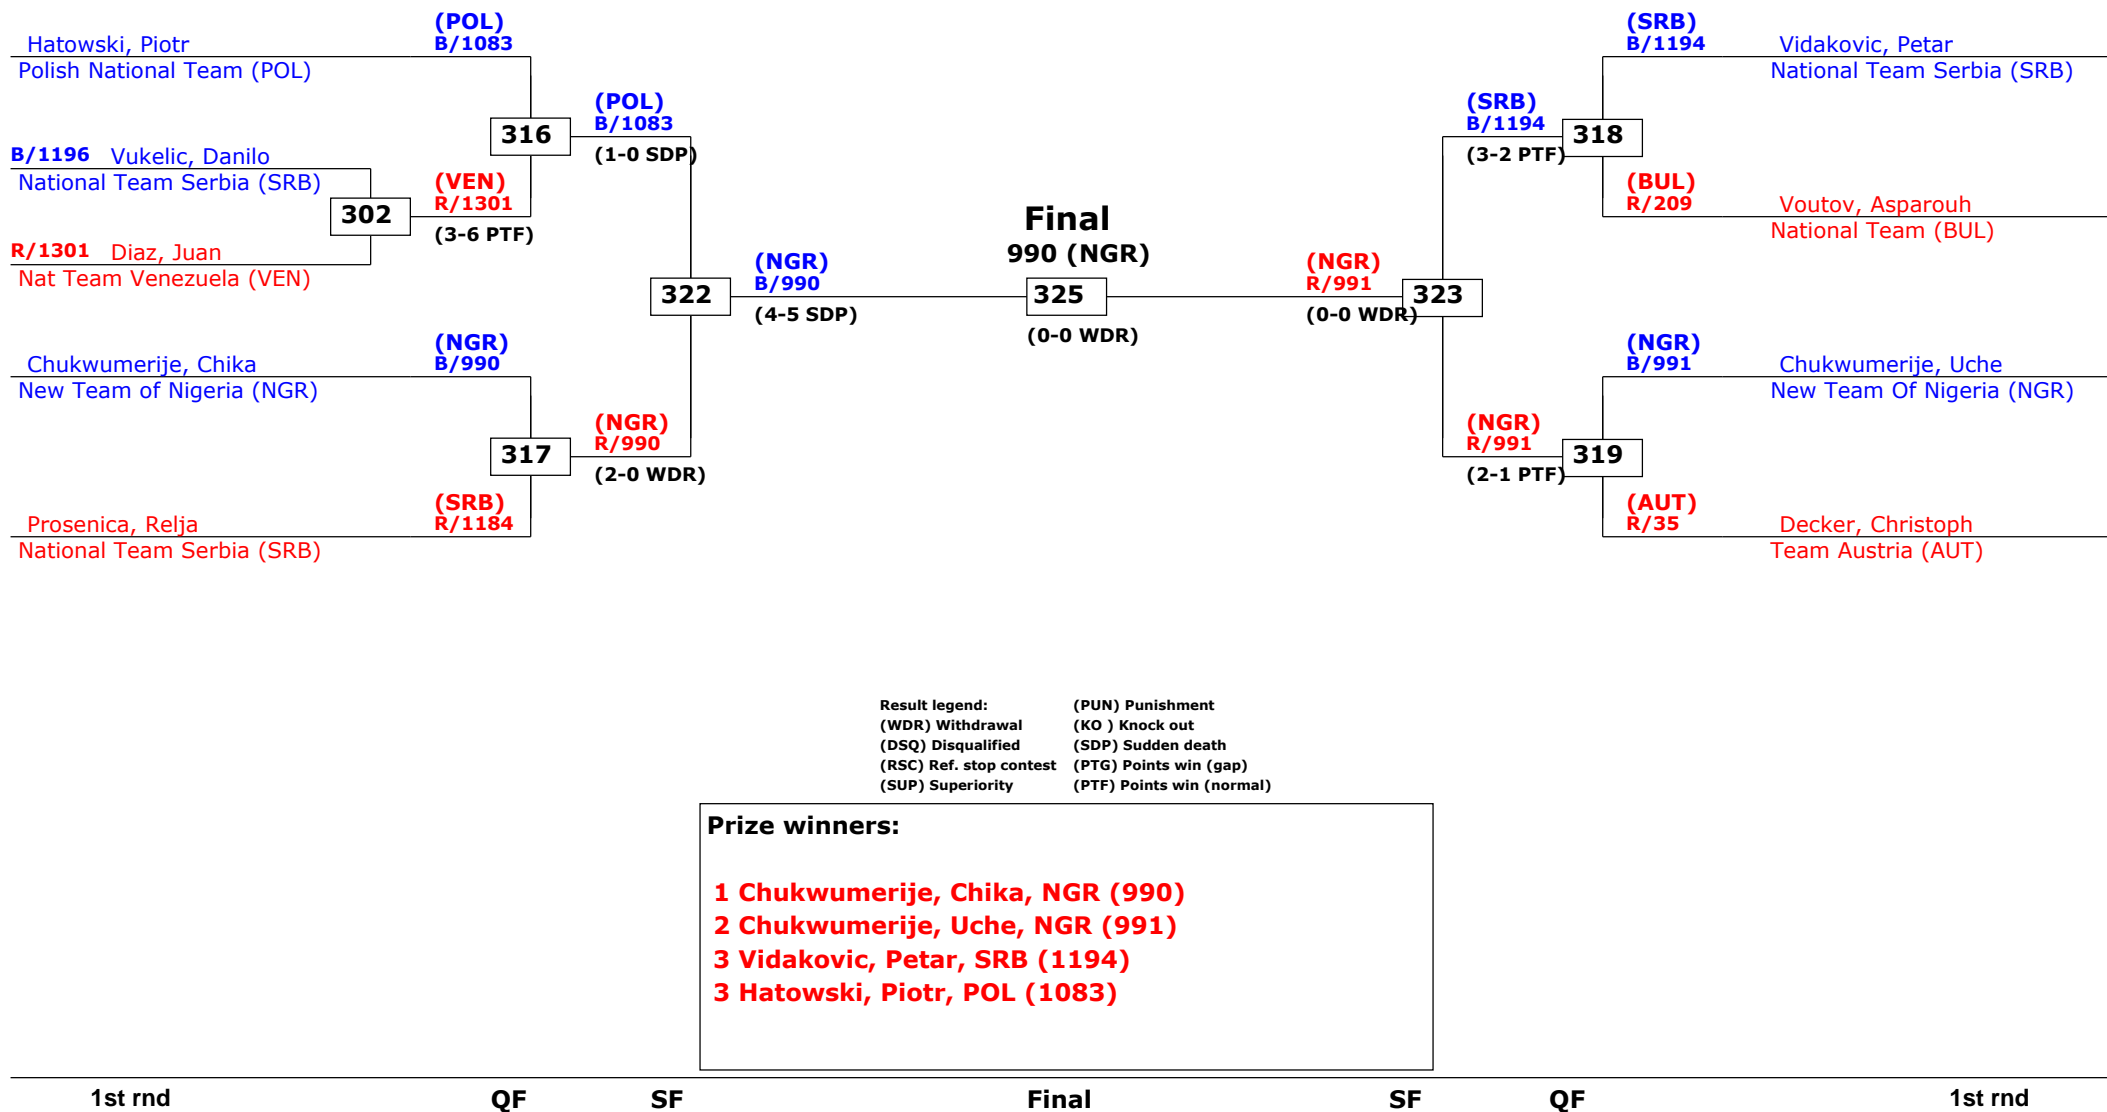 (POL)
B/1083
Hatowski, Piotr
Polish National Team (POL)
(POL)
B/1083
316
(1-0 SDP)
B/1196 Vukelic, Danilo
National Team Serbia (SRB)
(VEN)
R/1301
302
(3-6 PTF)
R/1301 Diaz, Juan
Nat Team Venezuela (VEN)
322
(NGR)
B/990
(4-5 SDP)
(NGR)
B/990
Chukwumerije, Chika
New Team of Nigeria (NGR)
(NGR)
R/990
317
(2-0 WDR)
(SRB)
R/1184
Prosenica, Relja
National Team Serbia (SRB)
Final
990 (NGR)
325
(0-0 WDR)
(SRB)
B/1194
Vidakovic, Petar
National Team Serbia (SRB)
(SRB)
B/1194
318
(3-2 PTF)
(BUL)
R/209
Voutov, Asparouh
National Team (BUL)
(NGR)
R/991
323
(0-0 WDR)
(NGR)
B/991
Chukwumerije, Uche
New Team Of Nigeria (NGR)
(NGR)
R/991
319
(2-1 PTF)
(AUT)
R/35
Decker, Christoph
Team Austria (AUT)
Result legend: (PUN) Punishment
(WDR) Withdrawal (KO ) Knock out
(DSQ) Disqualified (SDP) Sudden death
(RSC) Ref. stop contest (PTG) Points win (gap)
(SUP) Superiority (PTF) Points win (normal)
Prize winners:
1 Chukwumerije, Chika, NGR (990)
2 Chukwumerije, Uche, NGR (991)
3 Vidakovic, Petar, SRB (1194)
3 Hatowski, Piotr, POL (1083)
1st rnd QF SF Final SF QF 1st rnd